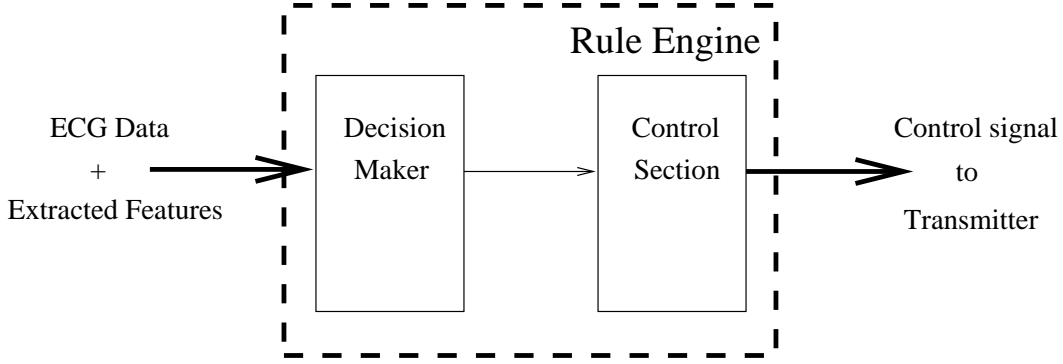 Rule Engine
ECG Data
+
Extracted Features
Decision
Maker
Control
Section
Control signal
to
Transmitter